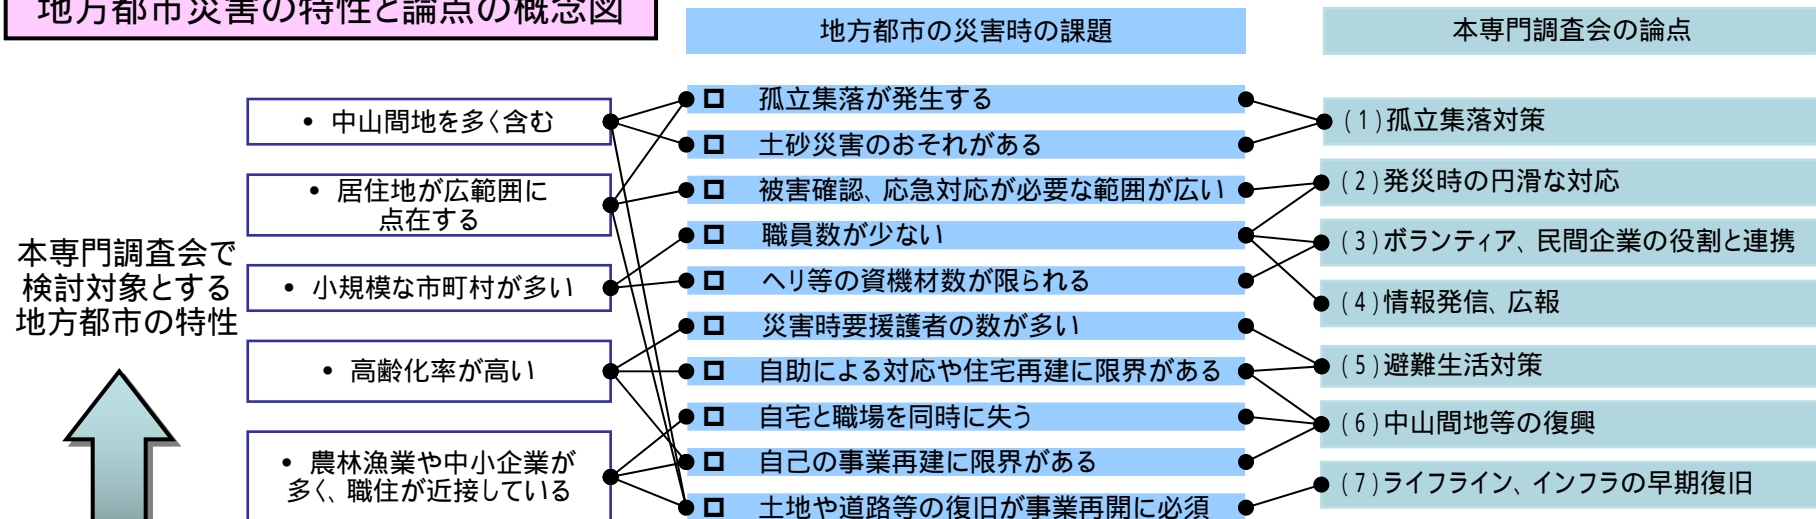 地方都市災害の特性と論点の概念図
地方都市の災害時の課題
本専門調査会の論点
本専門調査会で
検討対象とする
地方都市の特性
• 中山間地を多く含む
• 居住地が広範囲に
点在する
• 小規模な市町村が多い
• 高齢化率が高い
• 農林漁業や中小企業が
多く、職住が近接している
孤立集落が発生する
土砂災害のおそれがある
被害確認、応急対応が必要な範囲が広い
職員数が少ない
ヘリ等の資機材数が限られる
災害時要援護者の数が多い
自助による対応や住宅再建に限界がある
自宅と職場を同時に失う
自己の事業再建に限界がある
土地や道路等の復旧が事業再開に必須
(1)孤立集落対策
(2)発災時の円滑な対応
(3)ボランティア、民間企業の役割と連携
(4)情報発信、広報
(5)避難生活対策
(6)中山間地等の復興
(7)ライフライン、インフラの早期復旧